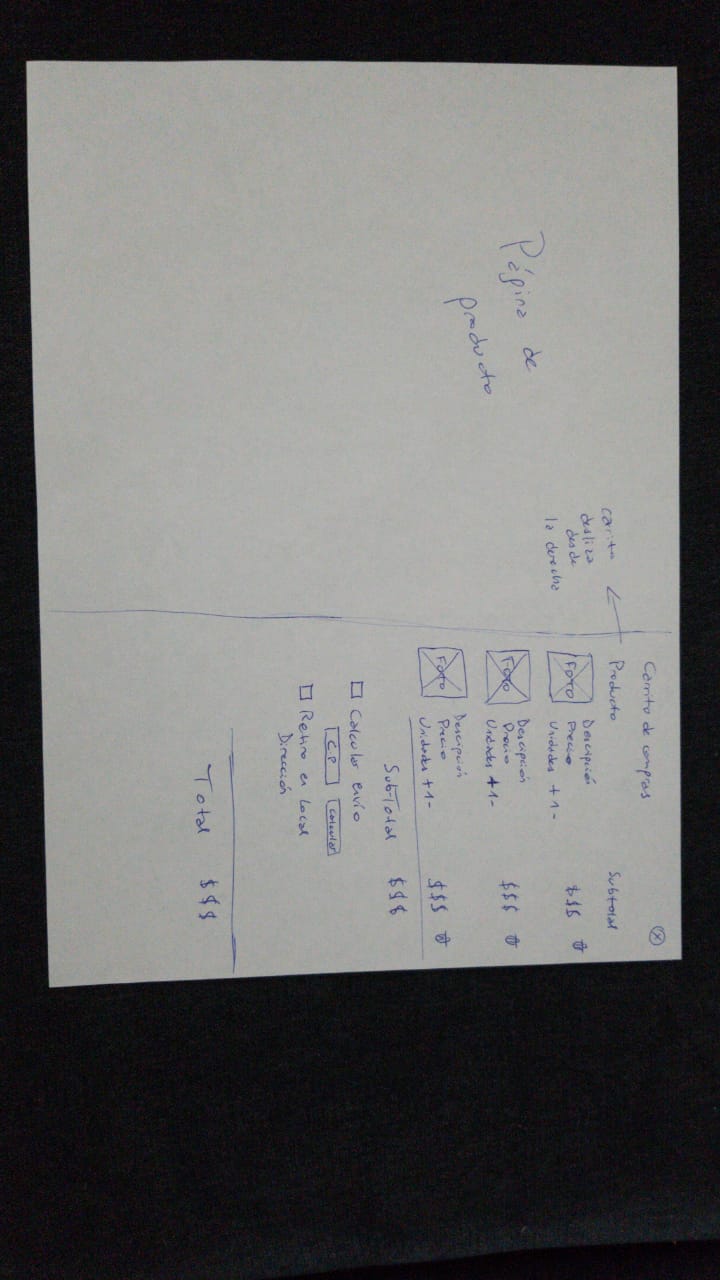 Página de
producto
carrito
desliza
desde
la derecha
Carrito de compras
X
Producto
Subtotal
FOTO
Descripción
Precio
Unidades + 1 -
$$$
FOTO
Descripción
Precio
Unidades + 1 -
$$$
FOTO
Descripción
Precio
Unidades + 1 -
$$$
SubTotal $$$
Calcular envío
C.P
Calcular
Retiro en local
Dirección
Total $$$